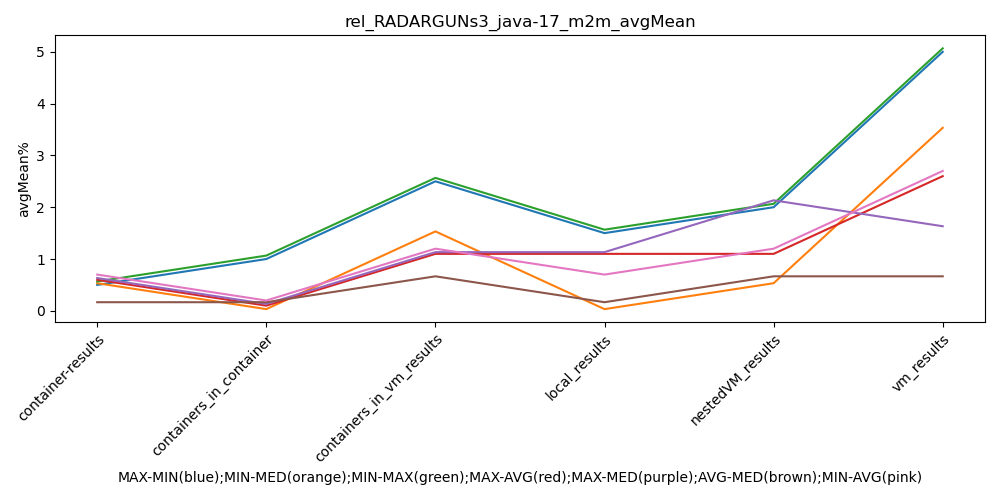 rel_RADARGUNs3_java-17_m2m_avgMean
avgMean%
5
4
3
2
1
0
container-results
containers_in_container
containers_in_vm_results
local_results
nestedVM_results
vm_results
MAX-MIN(blue);MIN-MED(orange);MIN-MAX(green);MAX-AVG(red);MAX-MED(purple);AVG-MED(brown);MIN-AVG(pink)